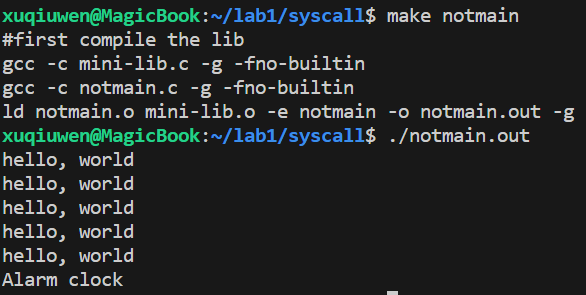 xuqiuwen@MagicBook:~/lab1/syscall$ make notmain
#first compile the lib
gcc -c mini-lib.c -g -fno-builtin
gcc -c notmain.c -g -fno-builtin
ld notmain.o mini-lib.o -e notmain -o notmain.out -g
xuqiuwen@MagicBook:~/lab1/syscall$ ./notmain.out
hello, world
hello, world
hello, world
hello, world
hello, world
Alarm clock